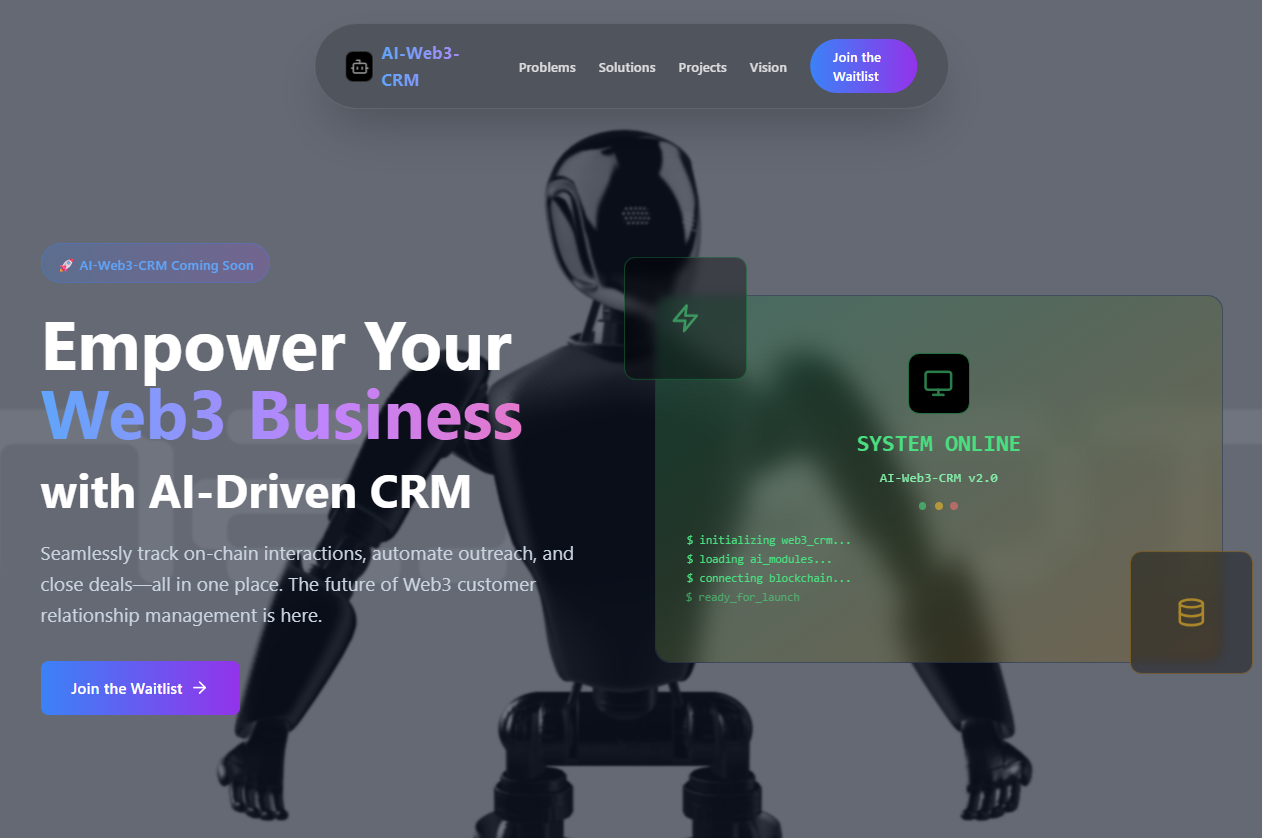 AI-Web3-
CRM
Problems
Solutions
Projects
Vision
Join the
Waitlist
🚀 AI-Web3-CRM Coming Soon
Empower Your
Web3 Business
with AI-Driven CRM
Seamlessly track on-chain interactions, automate outreach, and
close deals—all in one place. The future of Web3 customer
relationship management is here.
Join the Waitlist →
SYSTEM ONLINE
AI-Web3-CRM v2.0
$ initializing web3_crm...
$ loading ai_modules...
$ connecting blockchain...
$ ready_for_launch